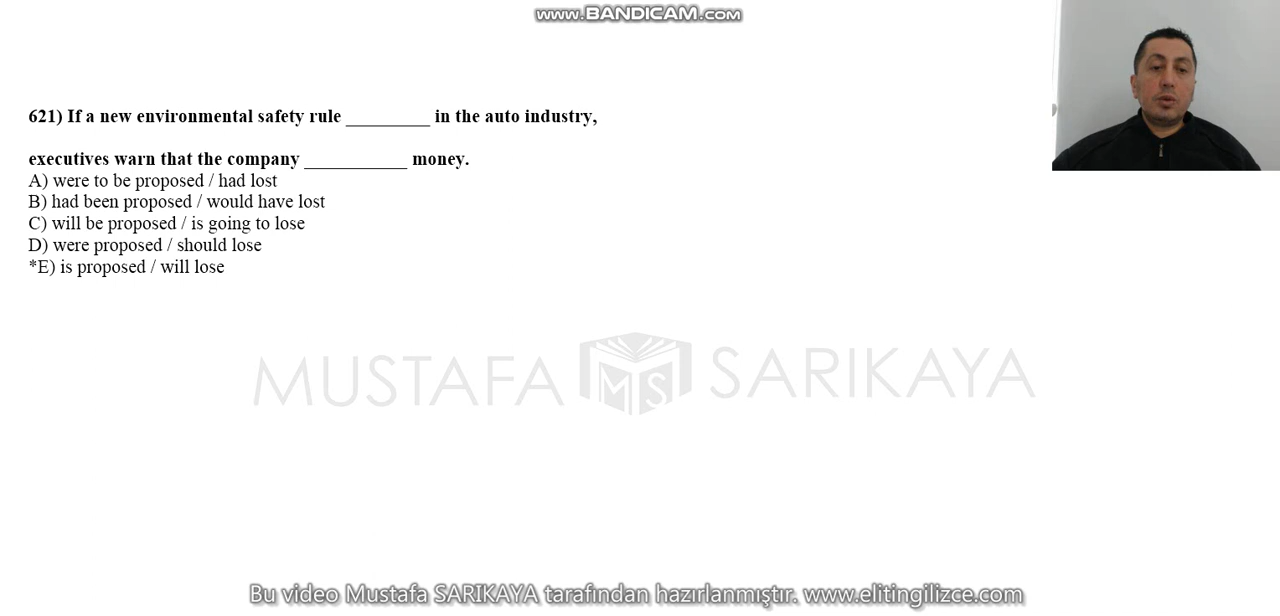 www.BANDICAM.com
621) If a new environmental safety rule _________ in the auto industry,
executives warn that the company ___________ money.
A) were to be proposed / had lost
B) had been proposed / would have lost
C) will be proposed / is going to lose
D) were proposed / should lose
*E) is proposed / will lose
MUSTAFA MS SARIKAYA
Bu video Mustafa SARIKAYA tarafından hazırlanmıştır. www.elitingilizce.com